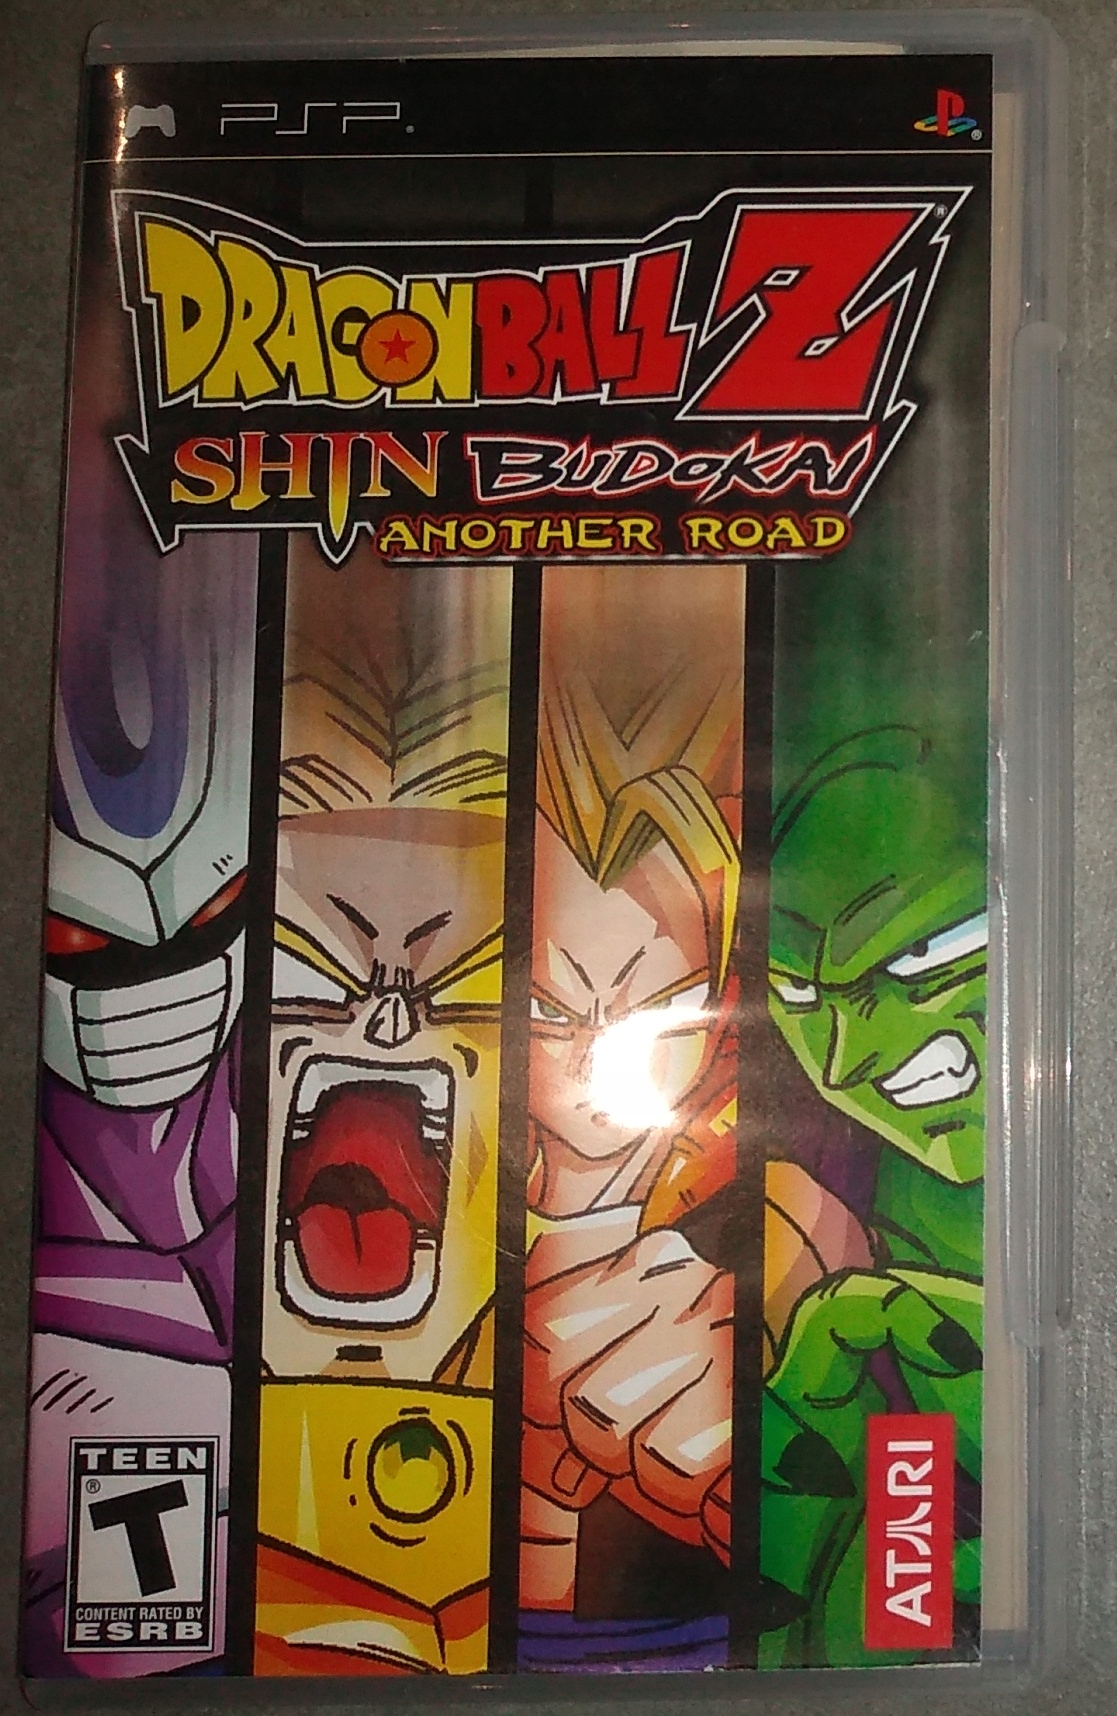 PSP®
®
DRAGON BALL Z®
SHIN BUDOKAI
ANOTHER ROAD
TEEN
®
T
CONTENT RATED BY
ESRB
ATARI